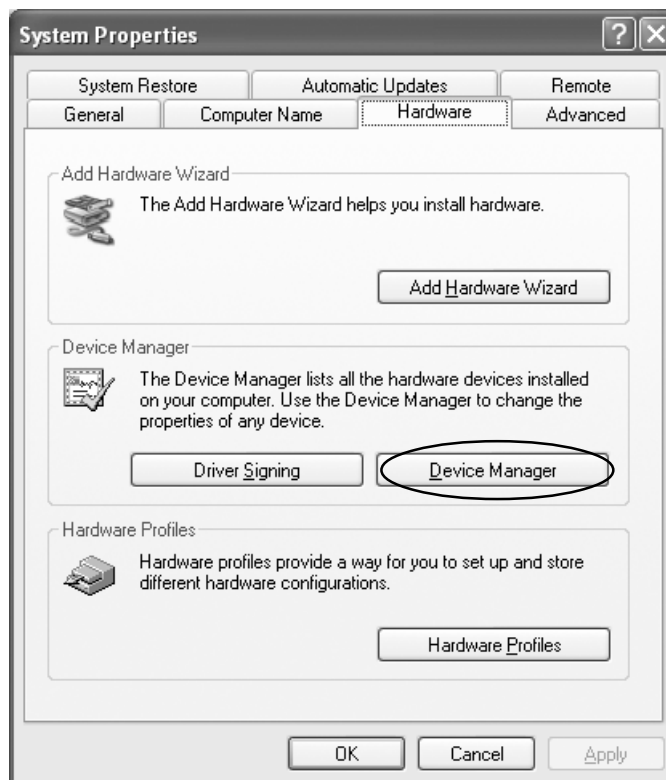 System Properties
System Restore Automatic Updates Remote
General Computer Name Hardware Advanced
Add Hardware Wizard
The Add Hardware Wizard helps you install hardware.
Add Hardware Wizard
Device Manager
The Device Manager lists all the hardware devices installed
on your computer. Use the Device Manager to change the
properties of any device.
Driver Signing Device Manager
Hardware Profiles
Hardware profiles provide a way for you to set up and store
different hardware configurations.
Hardware Profiles
OK Cancel Apply